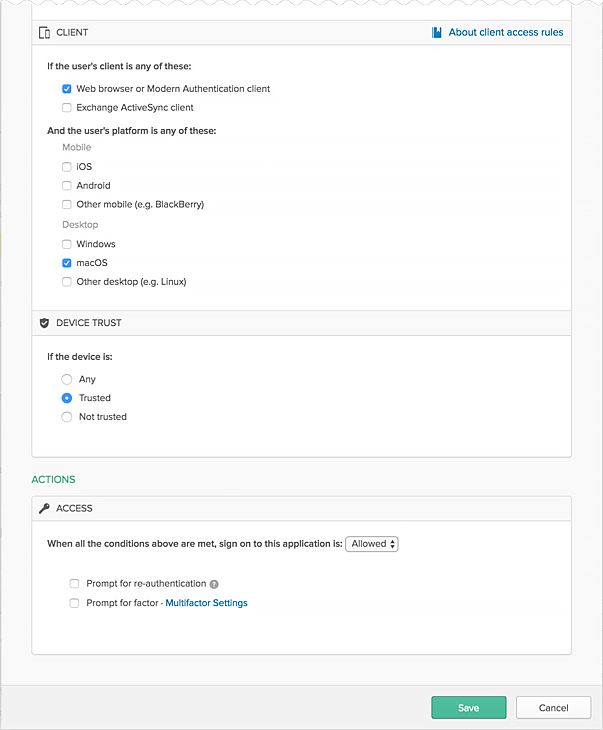 CLIENT
About client access rules
If the user's client is any of these:
Web browser or Modern Authentication client
Exchange ActiveSync client
And the user's platform is any of these:
Mobile
iOS
Android
Other mobile (e.g. BlackBerry)
Desktop
Windows
macOS
Other desktop (e.g. Linux)
DEVICE TRUST
If the device is:
Any
Trusted
Not trusted
ACTIONS
ACCESS
When all the conditions above are met, sign on to this application is: Allowed
Prompt for re-authentication ?
Prompt for factor - Multifactor Settings
Save
Cancel